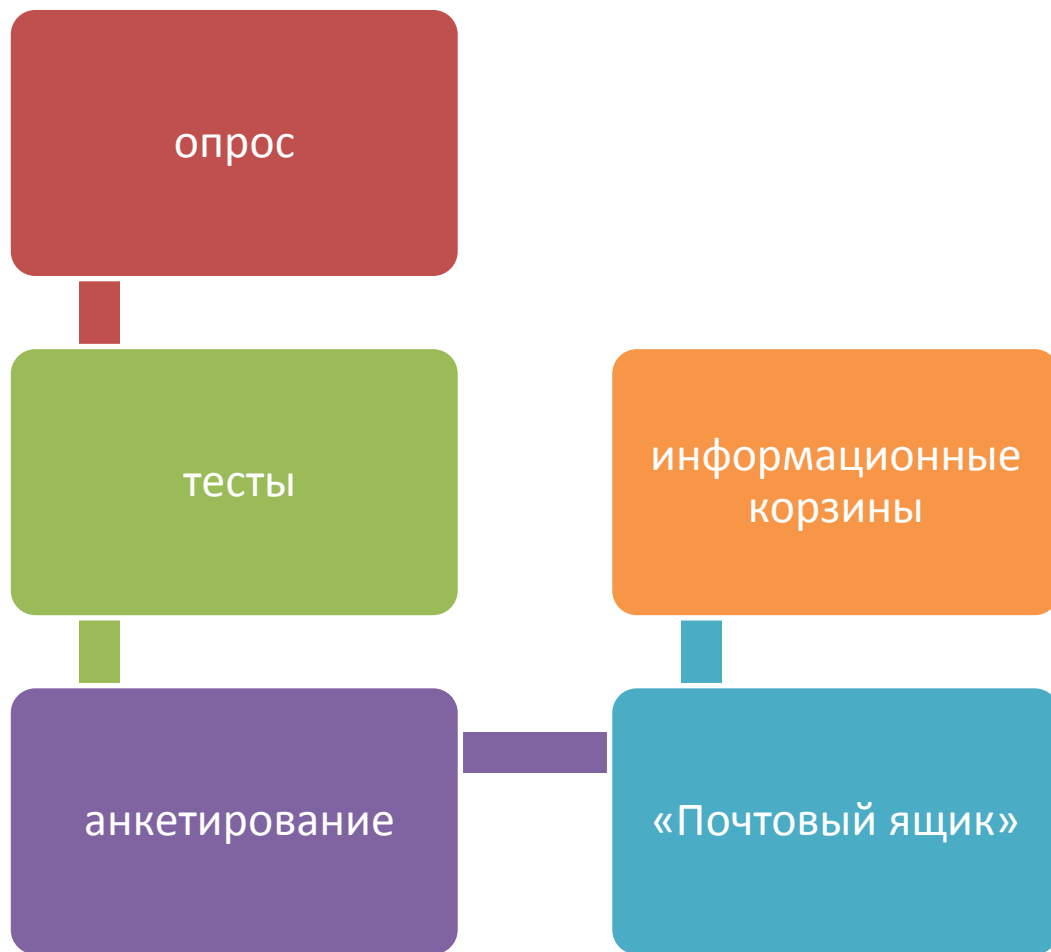 опрос
тесты
анкетирование
«Почтовый ящик»
информационные
корзины